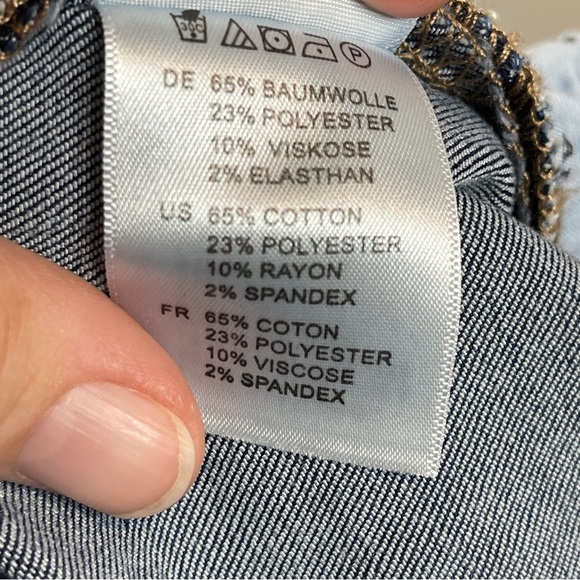 DE 65% BAUMWOLLE
23% POLYESTER
10% VISKOSE
2% ELASTHAN
US 65% COTTON
23% POLYESTER
10% RAYON
2% SPANDEX
FR 65% COTON
23% POLYESTER
10% VISCOSE
2% SPANDEX